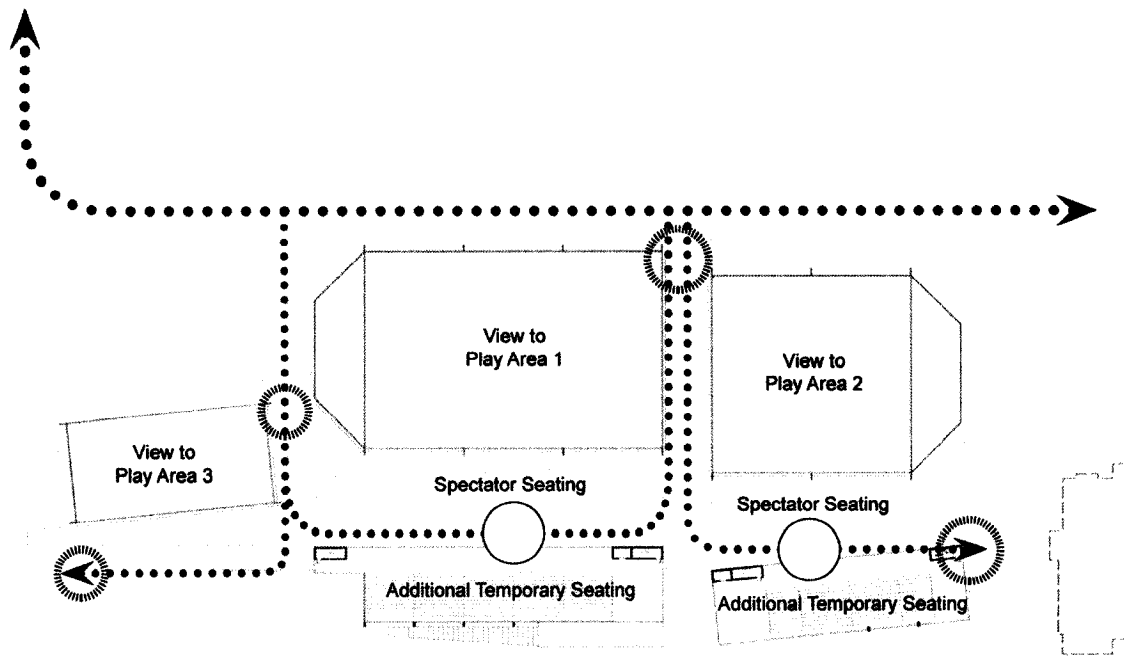 View to
Play Area 1
View to
Play Area 2
View to
Play Area 3
Spectator Seating
Spectator Seating
Additional Temporary Seating
Additional Temporary Seating